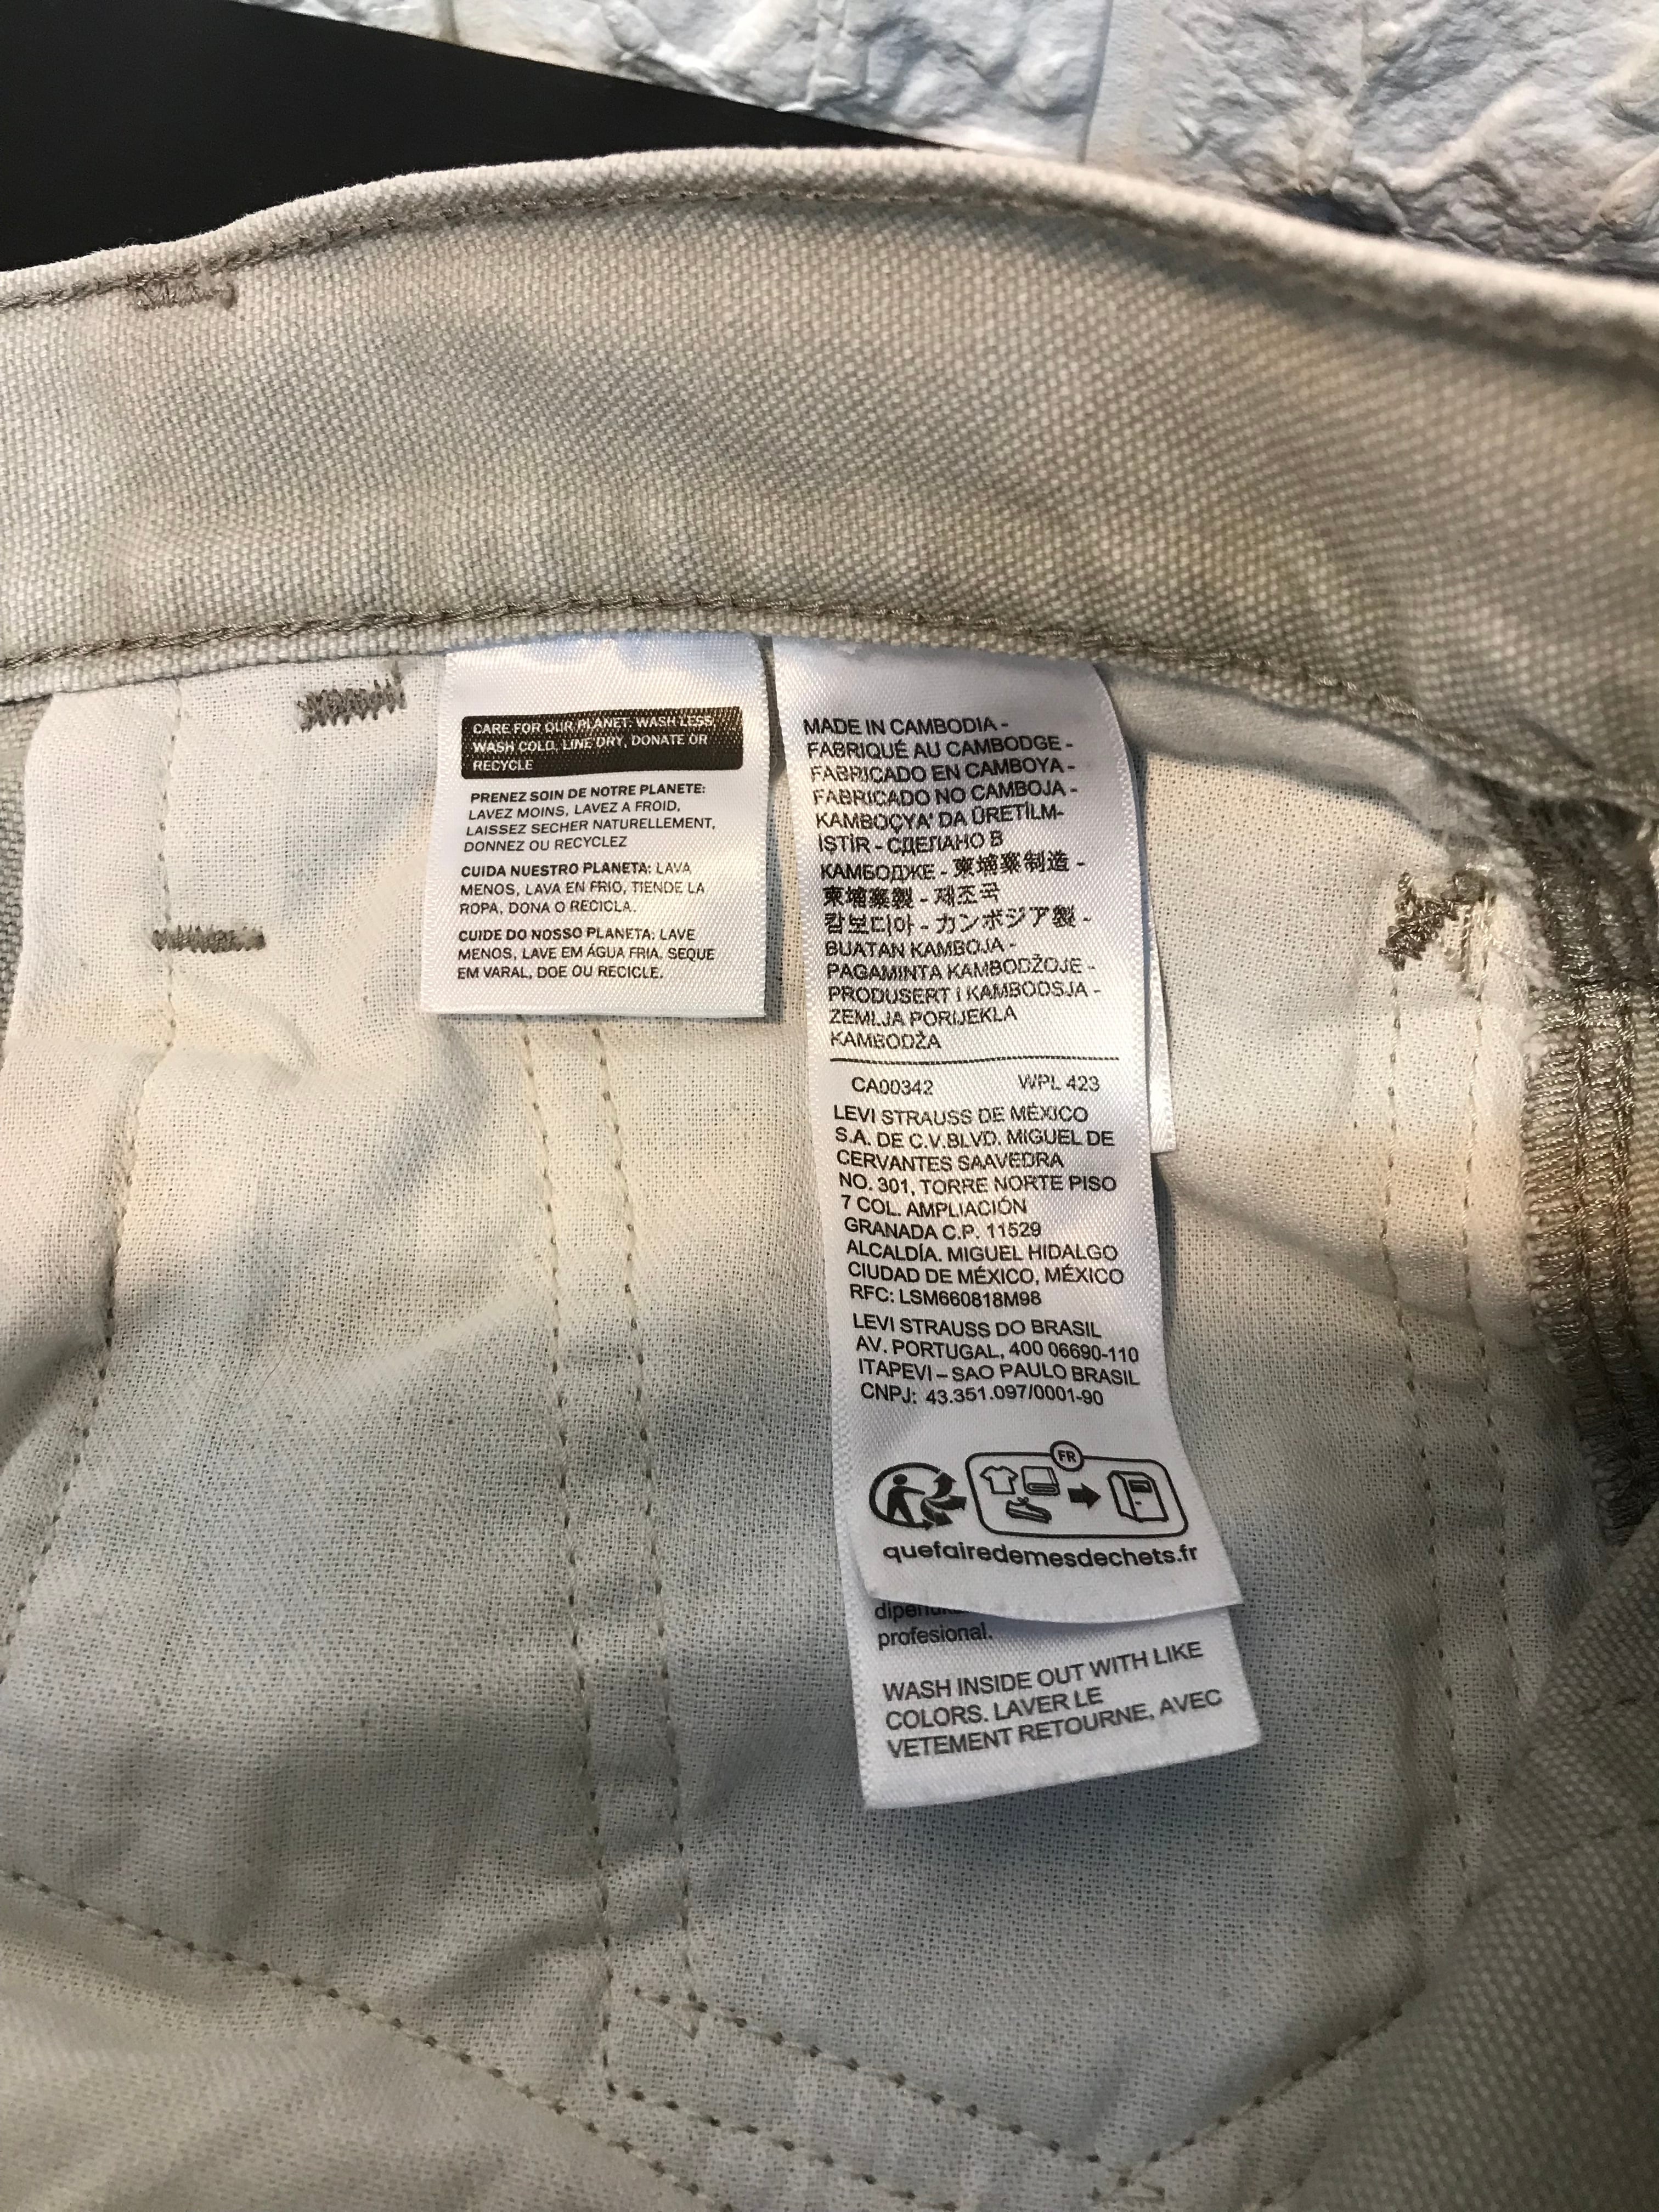 CARE FOR OUR PLANET: WASH LESS,
WASH COLD, LINE DRY, DONATE OR
RECYCLE
PRENEZ SOIN DE NOTRE PLANETE:
LAVEZ MOINS, LAVEZ A FROID,
LAISSEZ SECHER NATURELLEMENT,
DONNEZ OU RECYCLEZ
CUIDA NUESTRO PLANETA: LAVA
MENOS, LAVA EN FRIO, TIENDE LA
ROPA, DONA O RECICLA.
CUIDE DO NOSSO PLANETA: LAVE
MENOS, LAVE EM ÁGUA FRIA, SEQUE
EM VARAL, DOE OU RECICLE.
MADE IN CAMBODIA -
FABRIQUÉ AU CAMBODGE -
FABRICADO EN CAMBOYA -
FABRICADO NO CAMBOJA -
KAMBOÇYA' DA ÜRETİLM-
İSTİR - СДЕЛАНО В
КАМБОДЖЕ - 柬埔寨制造 -
柬埔寨製 - 제조국
캄보디아 - カンボジア製 -
BUATAN KAMBOJA -
PAGAMINTA KAMBODŽOJE -
PRODUSERT I KAMBODSJA -
ZEMLJA PORIJEKLA
KAMBODŽA
CA00342 WPL 423
LEVI STRAUSS DE MÉXICO
S.A. DE C.V.BLVD. MIGUEL DE
CERVANTES SAAVEDRA
NO. 301, TORRE NORTE PISO
7 COL. AMPLIACIÓN
GRANADA C.P. 11529
ALCALDÍA. MIGUEL HIDALGO
CIUDAD DE MÉXICO, MÉXICO
RFC: LSM660818M98
LEVI STRAUSS DO BRASIL
AV. PORTUGAL, 400 06690-110
ITAPEVI – SAO PAULO BRASIL
CNPJ: 43.351.097/0001-90
FR
quefairedemesdechets.fr
profesional.
WASH INSIDE OUT WITH LIKE
COLORS. LAVER LE
VETEMENT RETOURNE, AVEC